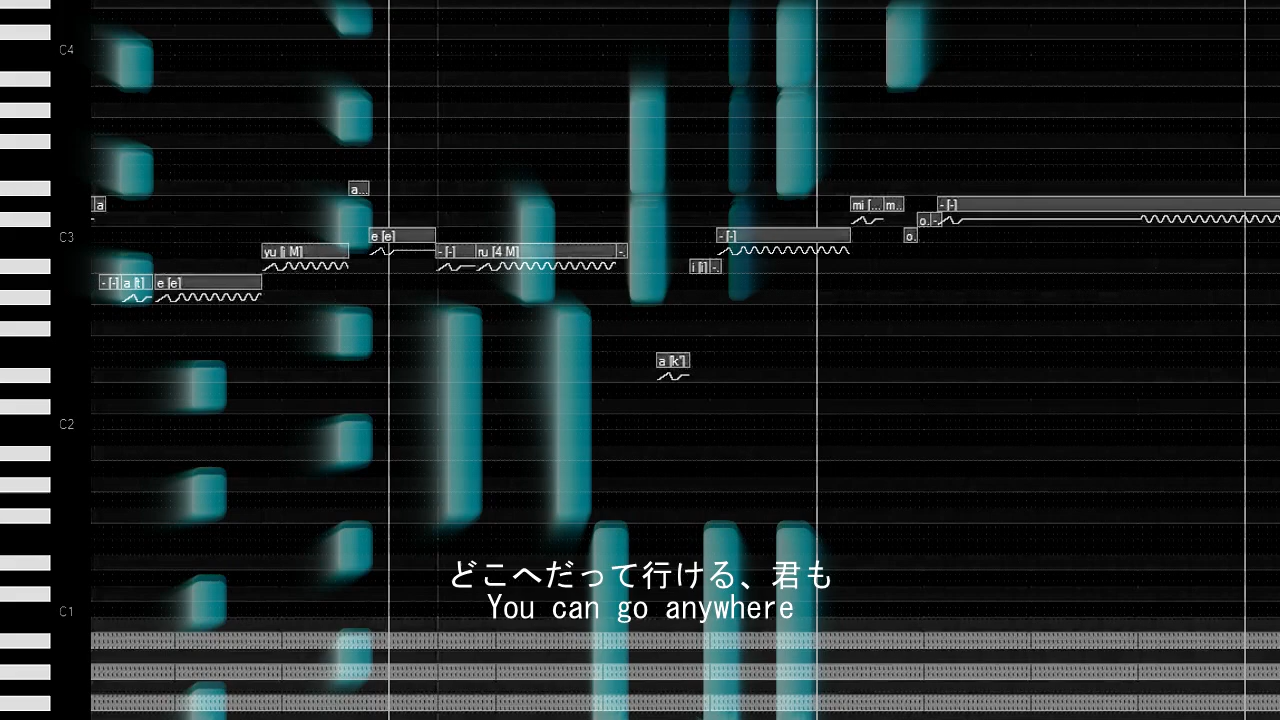 C4
a
a...
C3
e [e]
yu [j M]
- [-]
ru [4 M]
-.
- [-]
a [t]
e [e]
i [i]
-.
- [-]
mi [...
m..
o.
o.
-.
- [-]
a [k']
C2
どこへだって行ける、君も
You can go anywhere
C1